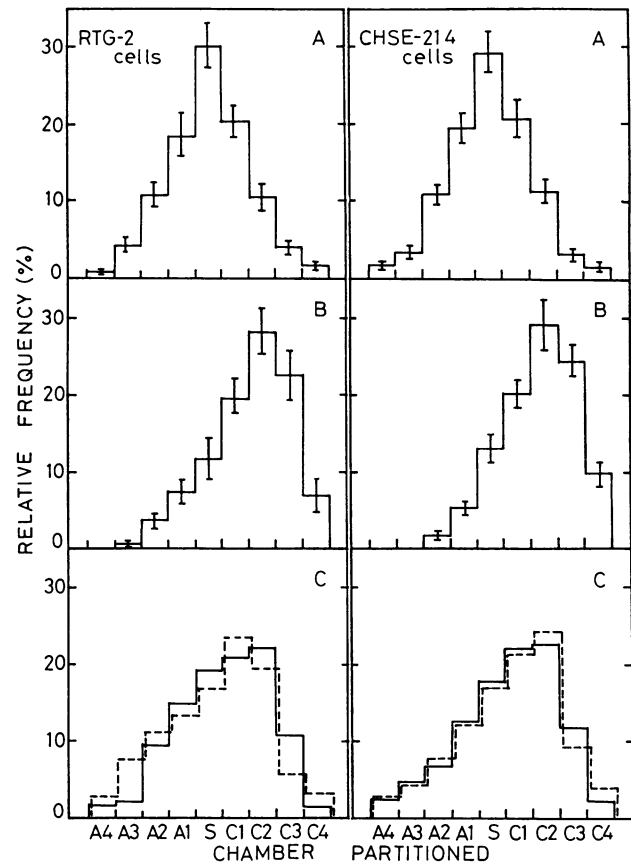 RELATIVE FREQUENCY (%)
RTG-2 cells
A
30
20
10
0
CHSE-214 cells
A
B
30
20
10
0
B
C
30
20
10
0
C
A4 A3 A2 A1 S C1 C2 C3 C4
A4 A3 A2 A1 S C1 C2 C3 C4
CHAMBER PARTITIONED